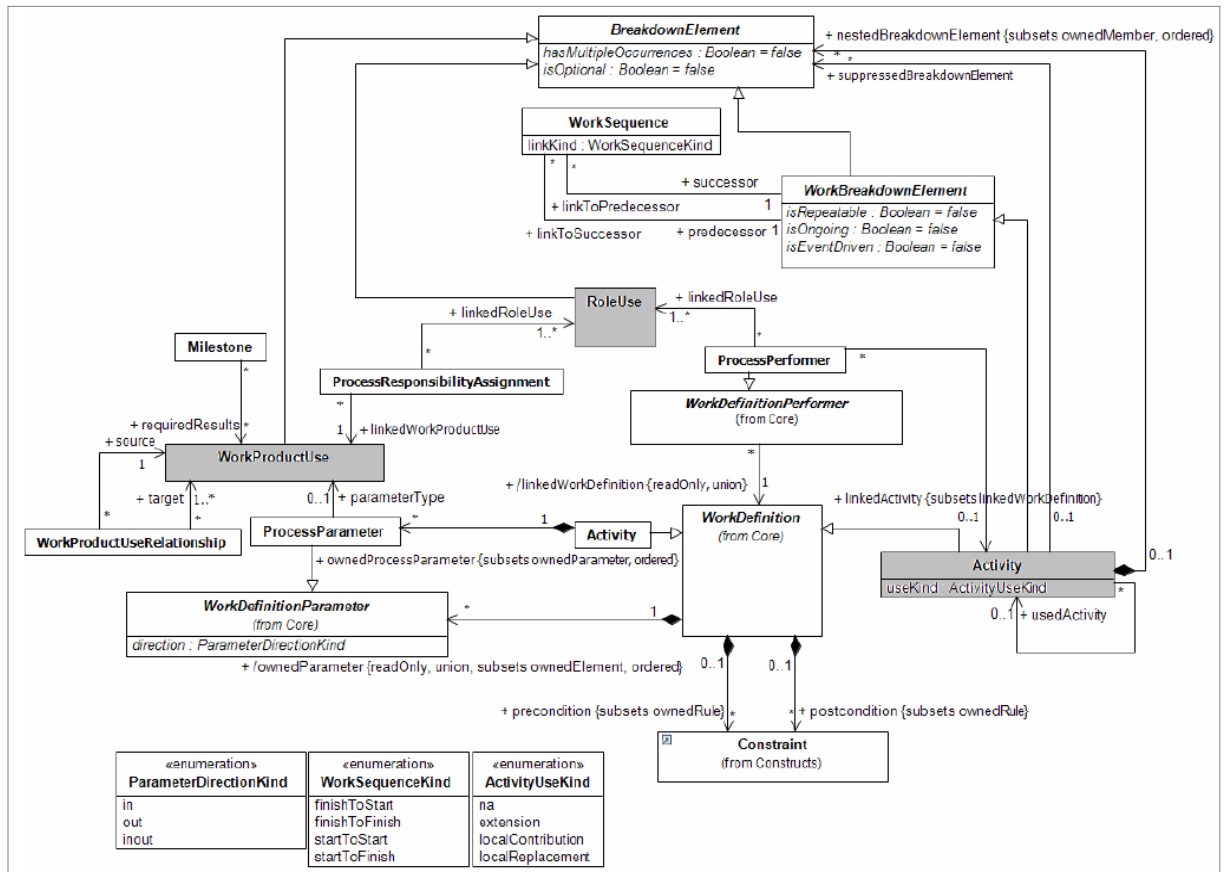 BreakdownElement
hasMultipleOccurrences : Boolean = false
isOptional : Boolean = false
+ nestedBreakdownElement {subsets ownedMember, ordered}
*
*
+ suppressedBreakdownElement
WorkSequence
linkKind : WorkSequenceKind
*
*
+ successor
1
+ linkToPredecessor
+ linkToSuccessor
+ predecessor 1
WorkBreakdownElement
isRepeatable : Boolean = false
isOngoing : Boolean = false
isEventDriven : Boolean = false
RoleUse
+ linkedRoleUse
1..*
+ linkedRoleUse
1..*
*
*
Milestone
*
ProcessResponsibilityAssignment
ProcessPerformer
*
WorkDefinitionPerformer
(from Core)
*
+ requiredResults *
*
1
+ linkedWorkProductUse
+ source
1
WorkProductUse
+ target
1..*
0..1
+ parameterType
*
*
WorkProductUseRelationship
ProcessParameter
*
+ /linkedWorkDefinition {readOnly, union}
1
1
Activity
WorkDefinition
(from Core)
+ linkedActivity {subsets linkedWorkDefinition}
0..1
0..1
0..1
Activity
useKind : ActivityUseKind
*
0..1
+ usedActivity
+ ownedProcessParameter {subsets ownedParameter, ordered}
WorkDefinitionParameter
(from Core)
direction : ParameterDirectionKind
*
1
+ /ownedParameter {readOnly, union, subsets ownedElement, ordered}
0..1
0..1
+ precondition {subsets ownedRule}
*
* + postcondition {subsets ownedRule}
Constraint
(from Constructs)
«enumeration»
ParameterDirectionKind
in
out
inout
«enumeration»
WorkSequenceKind
finishToStart
finishToFinish
startToStart
startToFinish
«enumeration»
ActivityUseKind
na
extension
localContribution
localReplacement